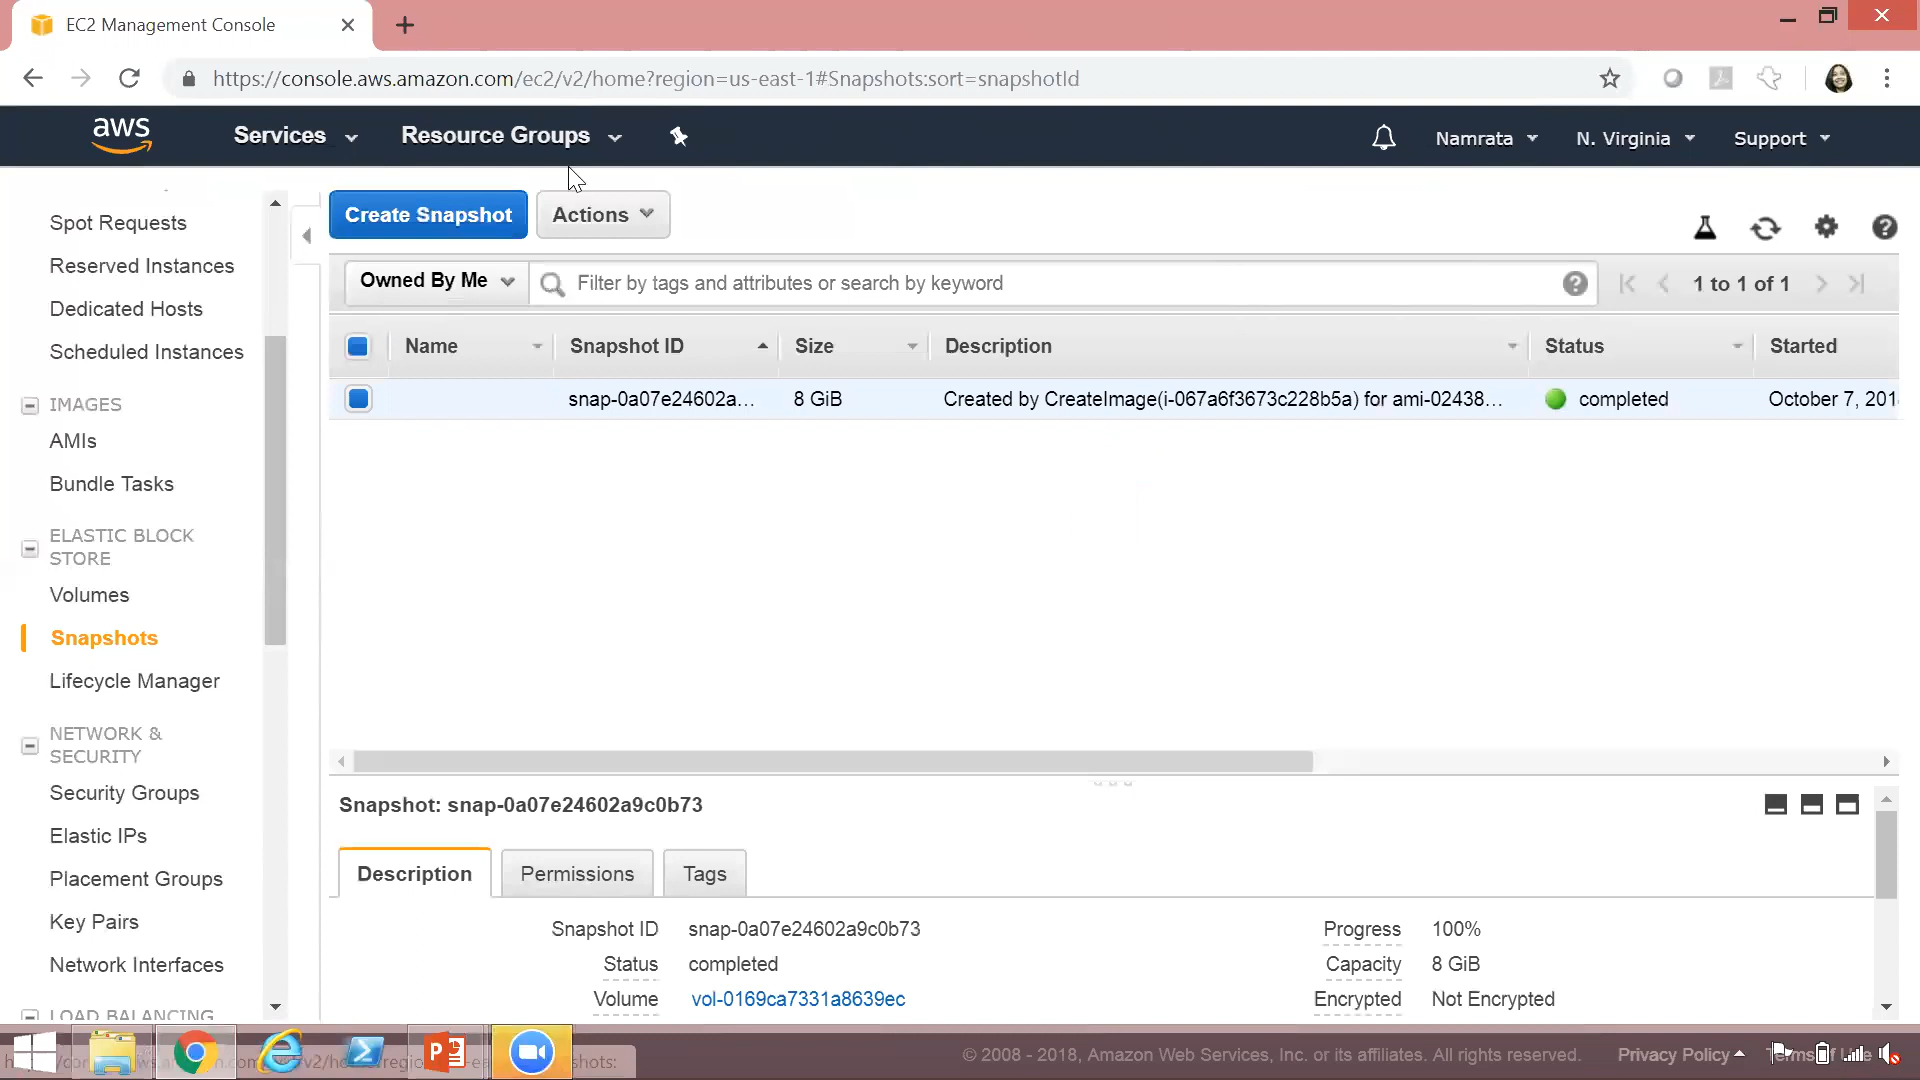 EC2 Management Console
https://console.aws.amazon.com/ec2/v2/home?region=us-east-1#Snapshots:sort=snapshotId
aws Services Resource Groups Namrata N. Virginia Support
Spot Requests
Reserved Instances
Dedicated Hosts
Scheduled Instances
IMAGES
AMIs
Bundle Tasks
ELASTIC BLOCK
STORE
Volumes
Snapshots
Lifecycle Manager
NETWORK &
SECURITY
Security Groups
Elastic IPs
Placement Groups
Key Pairs
Network Interfaces
LOAD BALANCING
Create Snapshot Actions
Owned By Me Filter by tags and attributes or search by keyword 1 to 1 of 1
Name Snapshot ID Size Description Status Started
snap-0a07e24602a... 8 GiB Created by CreateImage(i-067a6f3673c228b5a) for ami-02438... completed October 7, 201
Snapshot: snap-0a07e24602a9c0b73
Description Permissions Tags
Snapshot ID snap-0a07e24602a9c0b73 Progress 100%
Status completed Capacity 8 GiB
Volume vol-0169ca7331a8639ec Encrypted Not Encrypted
© 2008 - 2018, Amazon Web Services, Inc. or its affiliates. All rights reserved. Privacy Policy